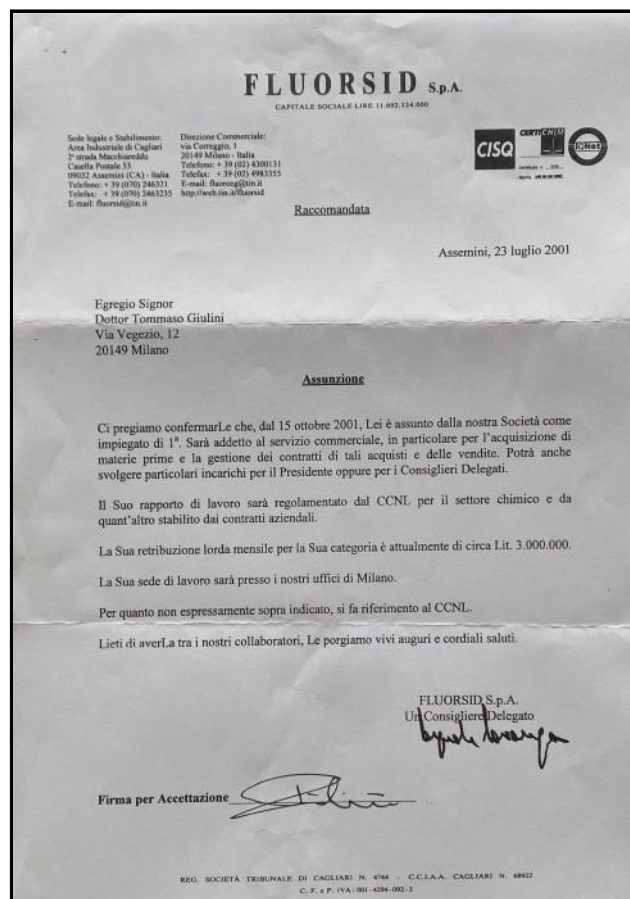 FLUORSID S.p.A.
CAPITALE SOCIALE LIRE 11.692.324.000
Sede legale e Stabilimento:
Area Industriale di Cagliari
2ª strada Macchiareddu
Casella Postale 53
09032 Assemini (CA) - Italia
Telefono: + 39 (070) 246321
Telefax: + 39 (070) 2463235
E-mail: fluorsid@tin.it
Direzione Commerciale:
via Correggio, 1
20149 Milano - Italia
Telefono: + 39 (02) 4300131
Telefax: + 39 (02) 4983355
E-mail: fluoreng@tin.it
http://web.tin.it/fluorsid
CISQ
CERTICHIM
IQNet
Raccomandata
Assemini, 23 luglio 2001
Egregio Signor
Dottor Tommaso Giulini
Via Vegezio, 12
20149 Milano
Assunzione
Ci pregiamo confermarLe che, dal 15 ottobre 2001, Lei è assunto dalla nostra Società come
impiegato di 1ª. Sarà addetto al servizio commerciale, in particolare per l'acquisizione di
materie prime e la gestione dei contratti di tali acquisti e delle vendite. Potrà anche
svolgere particolari incarichi per il Presidente oppure per i Consiglieri Delegati.
Il Suo rapporto di lavoro sarà regolamentato dal CCNL per il settore chimico e da
quant'altro stabilito dai contratti aziendali.
La Sua retribuzione lorda mensile per la Sua categoria è attualmente di circa Lit. 3.000.000.
La Sua sede di lavoro sarà presso i nostri uffici di Milano.
Per quanto non espressamente sopra indicato, si fa riferimento al CCNL.
Lieti di averLa tra i nostri collaboratori, Le porgiamo vivi auguri e cordiali saluti.
FLUORSID S.p.A.
Un Consigliere Delegato
Firma per Accettazione
REG. SOCIETÀ TRIBUNALE DI CAGLIARI N. 4744 - C.C.I.A.A. CAGLIARI N. 68922
C. F. e P. IVA: 001-4294-092-3